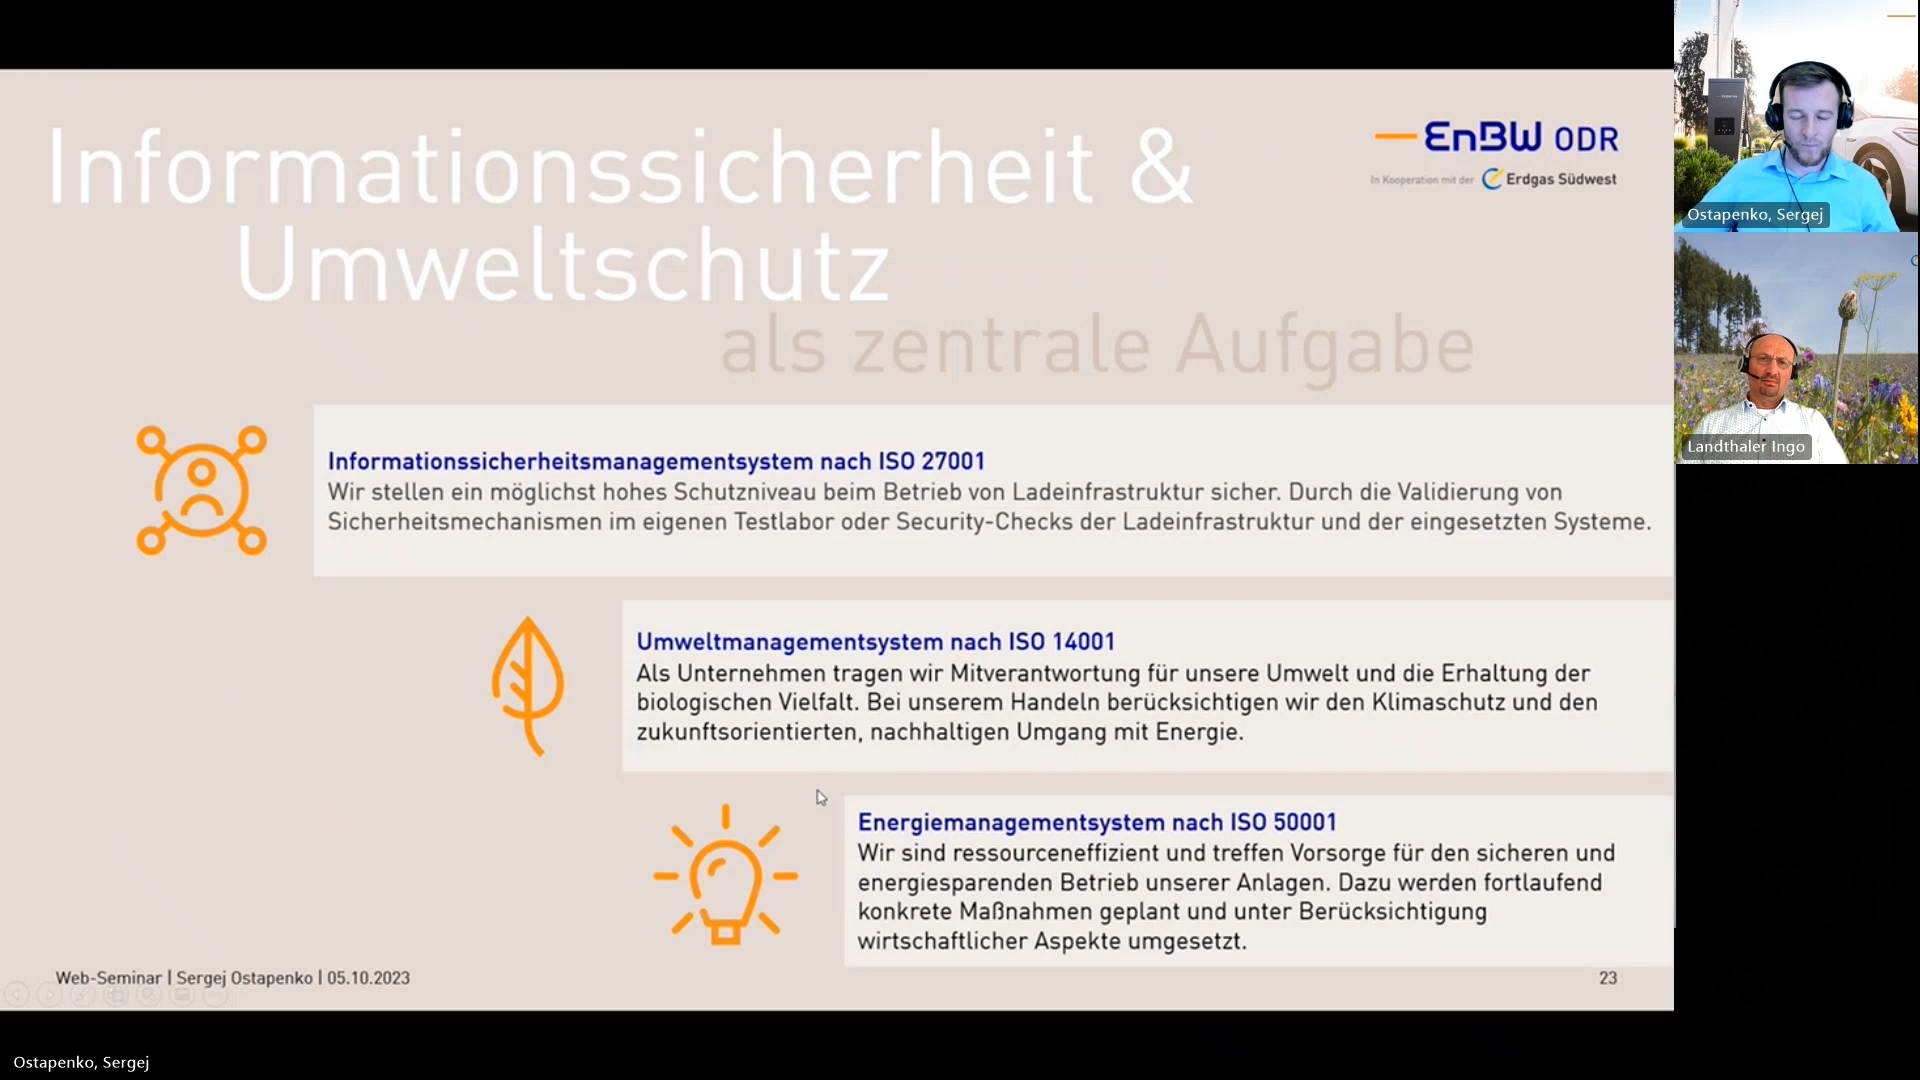 Informationssicherheit &
Umweltschutz
als zentrale Aufgabe
EnBW ODR
In Kooperation mit der Erdgas Südwest
Informationssicherheitsmanagementsystem nach ISO 27001
Wir stellen ein möglichst hohes Schutzniveau beim Betrieb von Ladeinfrastruktur sicher. Durch die Validierung von
Sicherheitsmechanismen im eigenen Testlabor oder Security-Checks der Ladeinfrastruktur und der eingesetzten Systeme.
Umweltmanagementsystem nach ISO 14001
Als Unternehmen tragen wir Mitverantwortung für unsere Umwelt und die Erhaltung der
biologischen Vielfalt. Bei unserem Handeln berücksichtigen wir den Klimaschutz und den
zukunftsorientierten, nachhaltigen Umgang mit Energie.
Energiemanagementsystem nach ISO 50001
Wir sind ressourceneffizient und treffen Vorsorge für den sicheren und
energiesparenden Betrieb unserer Anlagen. Dazu werden fortlaufend
konkrete Maßnahmen geplant und unter Berücksichtigung
wirtschaftlicher Aspekte umgesetzt.
Web-Seminar | Sergej Ostapenko | 05.10.2023
23
Ostapenko, Sergej
Landthaler Ingo
Ostapenko, Sergej